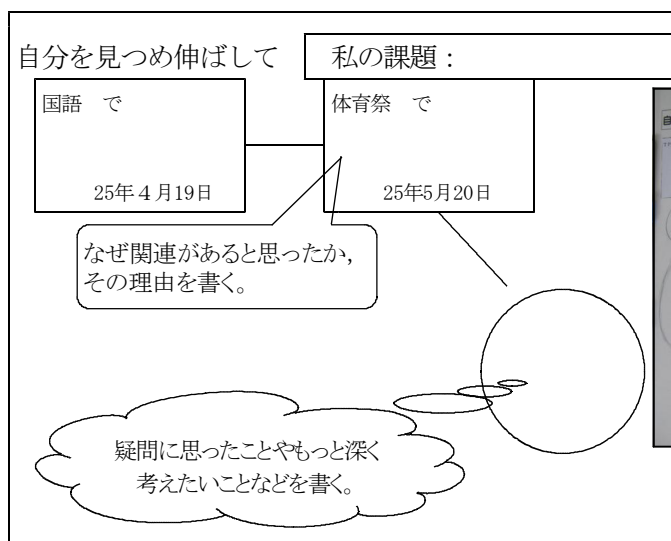 自分を見つめ伸ばして
私の課題：
国語　で
25年４月19日
体育祭　で
25年5月20日
なぜ関連があると思ったか，
その理由を書く。
疑問に思ったことやもっと深く
考えたいことなどを書く。